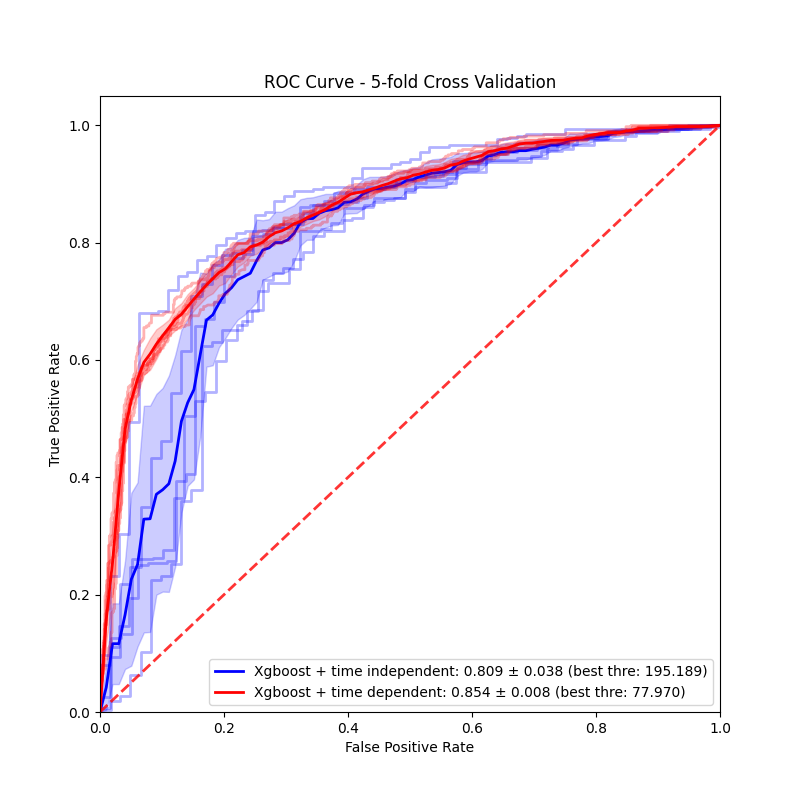 ROC Curve - 5-fold Cross Validation
True Positive Rate
1.0
0.8
0.6
0.4
0.2
0.0
Xgboost + time independent: 0.809 ± 0.038 (best thre: 195.189)
Xgboost + time dependent: 0.854 ± 0.008 (best thre: 77.970)
0.0 0.2 0.4 0.6 0.8 1.0
False Positive Rate